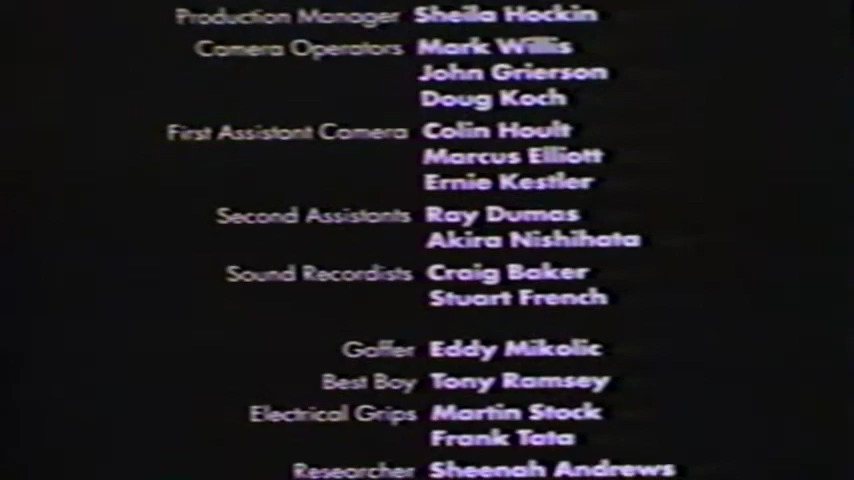 Production Manager Sheila Hockin
Camera Operators Mark Willis
John Grierson
Doug Koch
First Assistant Camera Colin Hoult
Marcus Elliott
Ernie Kestler
Second Assistants Ray Dumas
Akira Nishihata
Sound Recordists Craig Baker
Stuart French
Gaffer Eddy Mikolic
Best Boy Tony Ramsey
Electrical Grips Martin Stock
Frank Tata
Researcher Sheenah Andrews